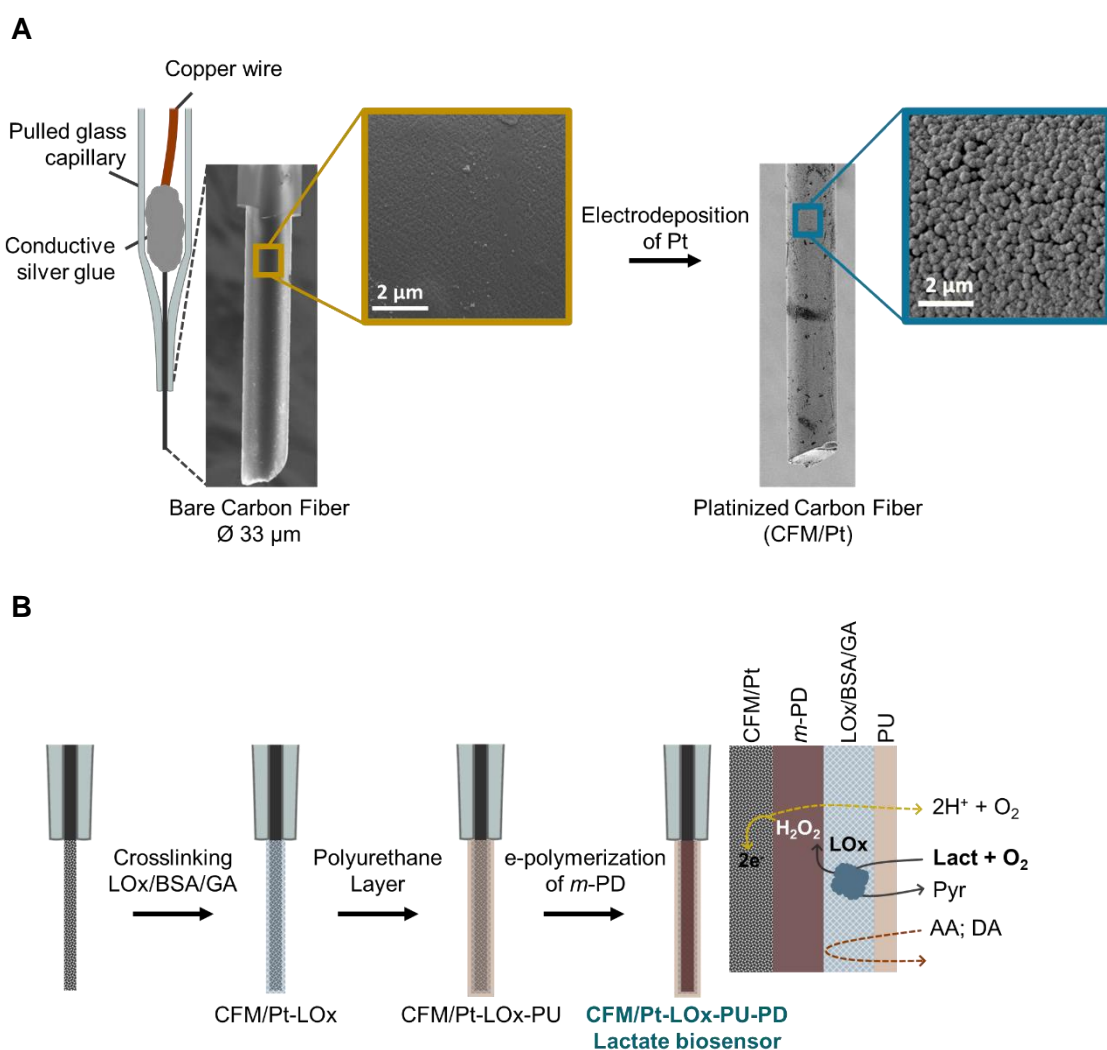 A
Copper wire
Pulled glass
capillary
Conductive
silver glue
2 µm
Bare Carbon Fiber
Ø 33 µm
Electrodeposition
of Pt
2 µm
Platinized Carbon Fiber
(CFM/Pt)
B
Crosslinking
LOx/BSA/GA
CFM/Pt-LOx
Polyurethane
Layer
CFM/Pt-LOx-PU
e-polymerization
of m-PD
CFM/Pt-LOx-PU-PD
Lactate biosensor
CFM/Pt
m-PD
LOx/BSA/GA
PU
2H⁺ + O₂
H₂O₂
2e
LOx
Lact + O₂
Pyr
AA; DA